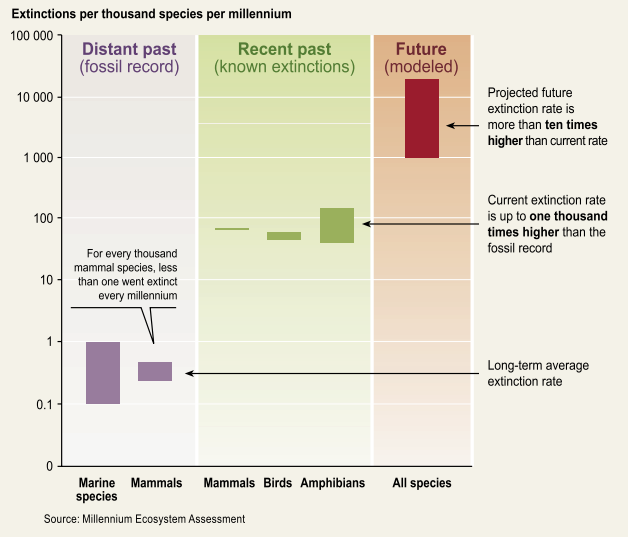 Extinctions per thousand species per millennium
100 000
10 000
1 000
100
10
1
0.1
0
Distant past
(fossil record)
Recent past
(known extinctions)
Future
(modeled)
For every thousand
mammal species, less
than one went extinct
every millennium
Projected future
extinction rate is
more than ten times
higher than current rate
Current extinction rate
is up to one thousand
times higher than the
fossil record
Long-term average
extinction rate
Marine
species
Mammals
Mammals
Birds
Amphibians
All species
Source: Millennium Ecosystem Assessment